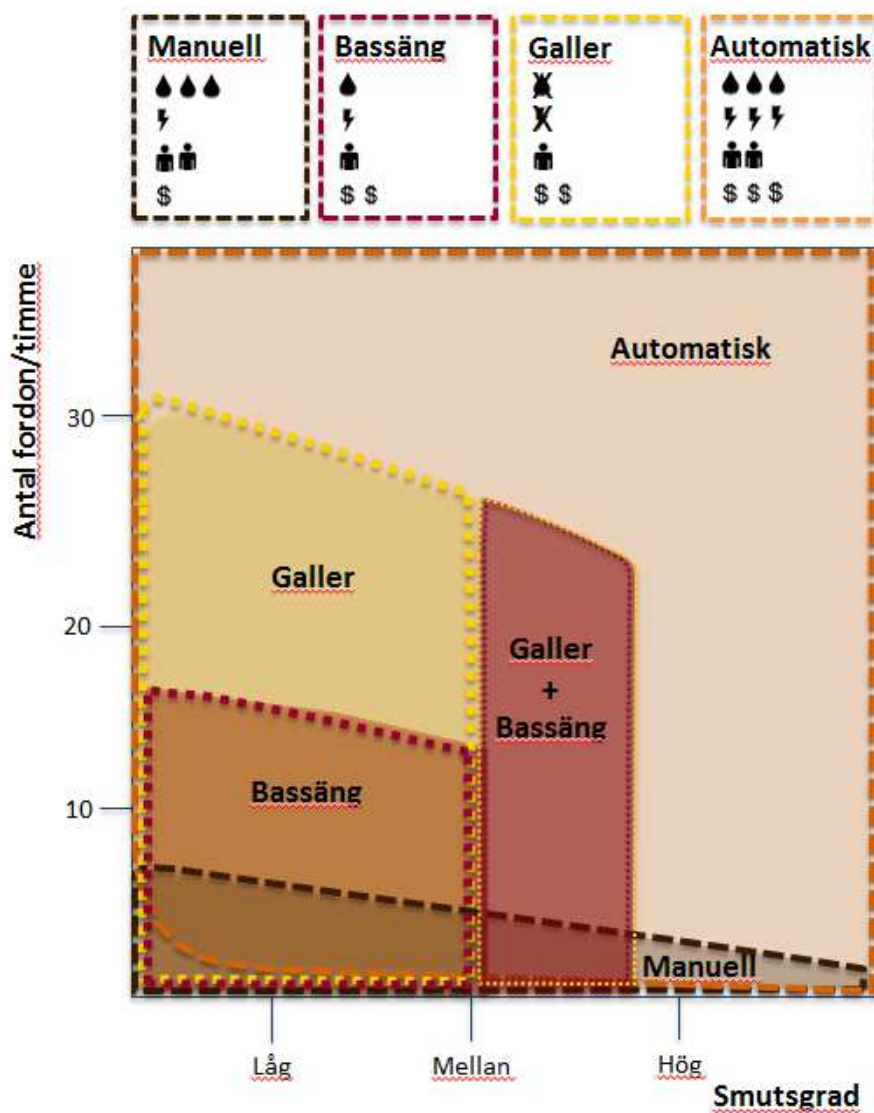 Manuell
$
Bassäng
$ $
Galler
$ $
Automatisk
$ $ $
Antal fordon/timme
30
20
10
Automatisk
Galler
Galler
+
Bassäng
Bassäng
Manuell
Låg
Mellan
Hög
Smutsgrad